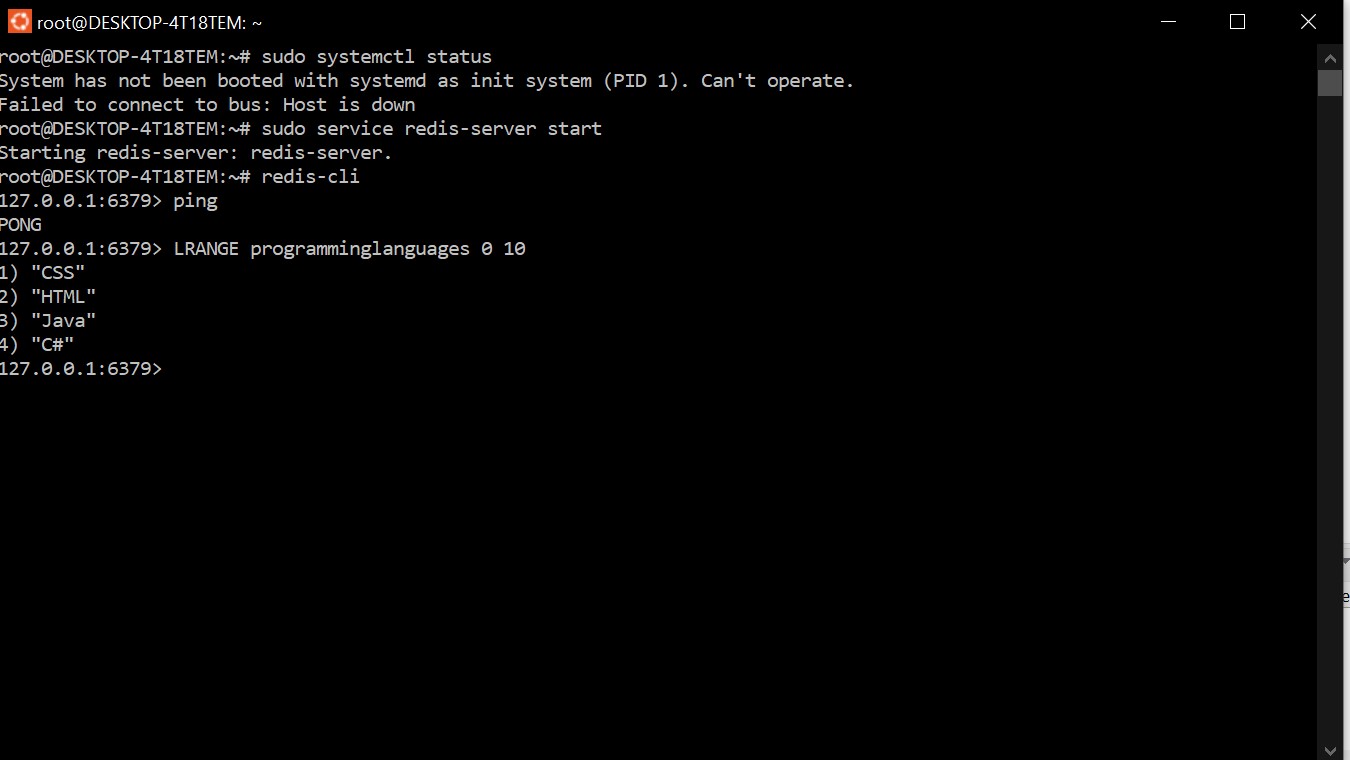 root@DESKTOP-4T18TEM: ~
root@DESKTOP-4T18TEM:~# sudo systemctl status
System has not been booted with systemd as init system (PID 1). Can't operate.
Failed to connect to bus: Host is down
root@DESKTOP-4T18TEM:~# sudo service redis-server start
Starting redis-server: redis-server.
root@DESKTOP-4T18TEM:~# redis-cli
127.0.0.1:6379> ping
PONG
127.0.0.1:6379> LRANGE programminglanguages 0 10
1) "CSS"
2) "HTML"
3) "Java"
4) "C#"
127.0.0.1:6379>